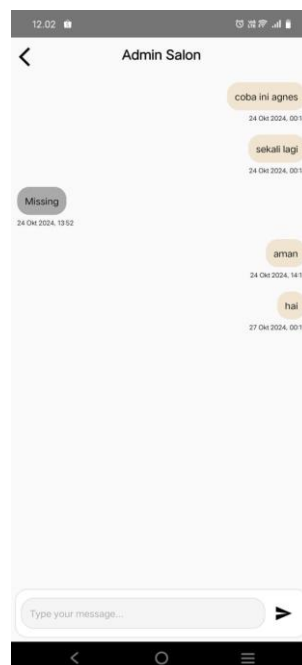 12.02
Admin Salon
coba ini agnes
24 Okt 2024, 00:1
sekali lagi
24 Okt 2024, 00:1
Missing
24 Okt 2024, 13:52
aman
24 Okt 2024, 14:1
hai
27 Okt 2024, 00:1
Type your message...